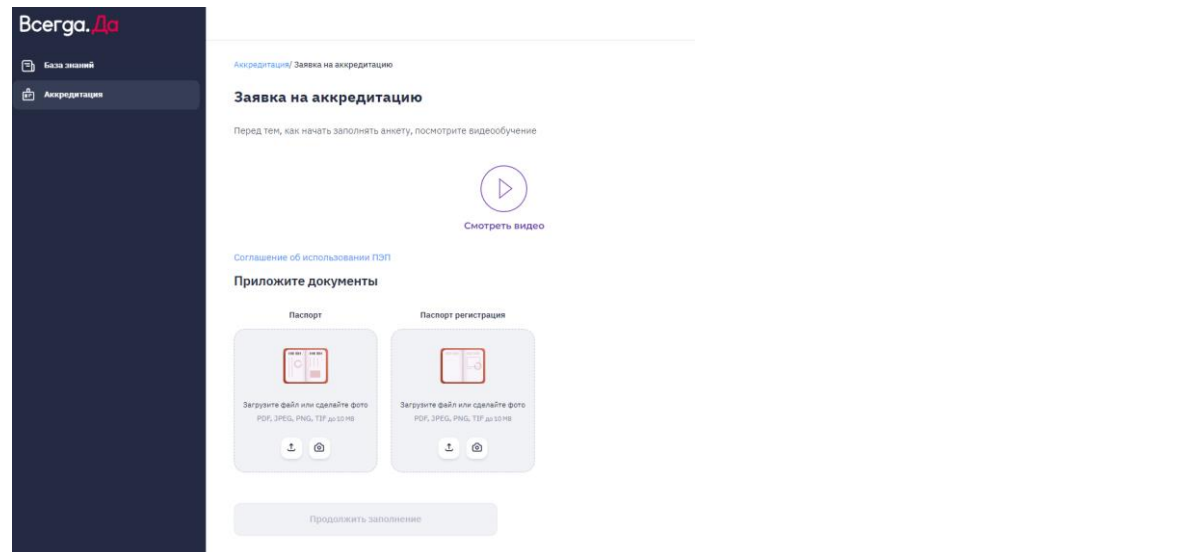 Всегда.Да
База знаний
Аккредитация
Аккредитация/ Заявка на аккредитацию
Заявка на аккредитацию
Перед тем, как начать заполнять анкету, посмотрите видеообучение
Смотреть видео
Соглашение об использовании ПЭП
Приложите документы
Паспорт
Паспорт регистрация
Загрузите файл или сделайте фото
PDF, JPEG, PNG, TIF до 10 MB
Загрузите файл или сделайте фото
PDF, JPEG, PNG, TIF до 10 MB
Продолжить заполнение